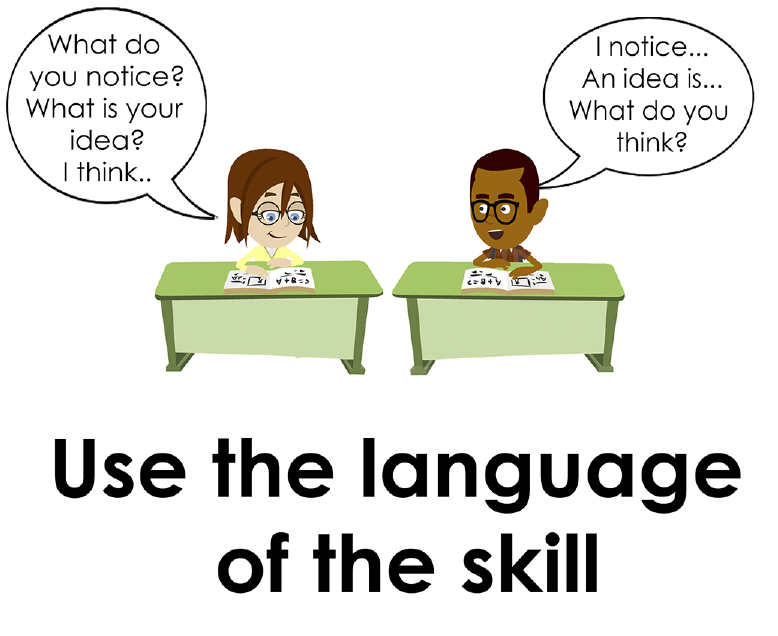 What do
you notice?
What is your
idea?
I think..
I notice...
An idea is...
What do you
think?
Use the language
of the skill